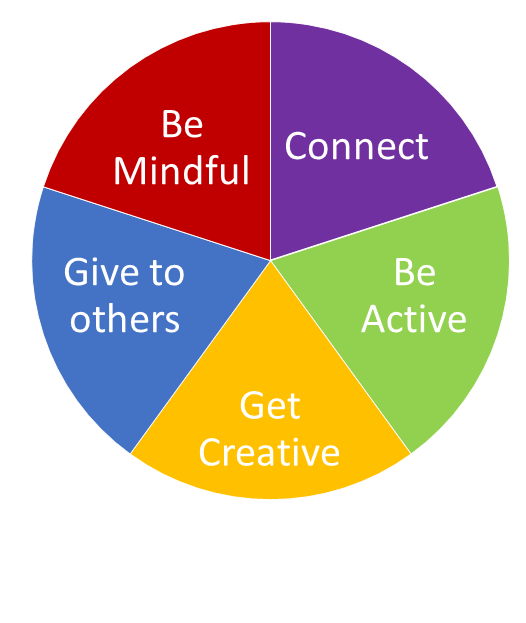 Be
Mindful
Connect
Give to
others
Be
Active
Get
Creative